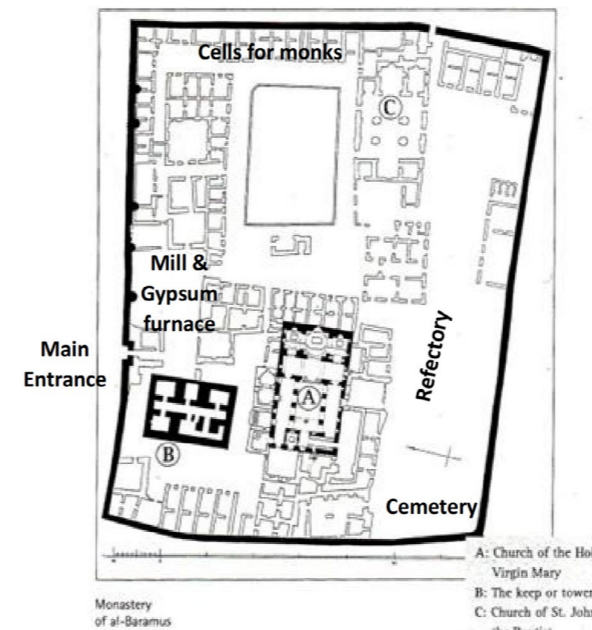 Cells for monks
C
Mill &
Gypsum
furnace
Main
Entrance
Refectory
A
B
Cemetery
A: Church of the Hol
Virgin Mary
B: The keep or tower
C: Church of St. John
Monastery
of al-Baramus